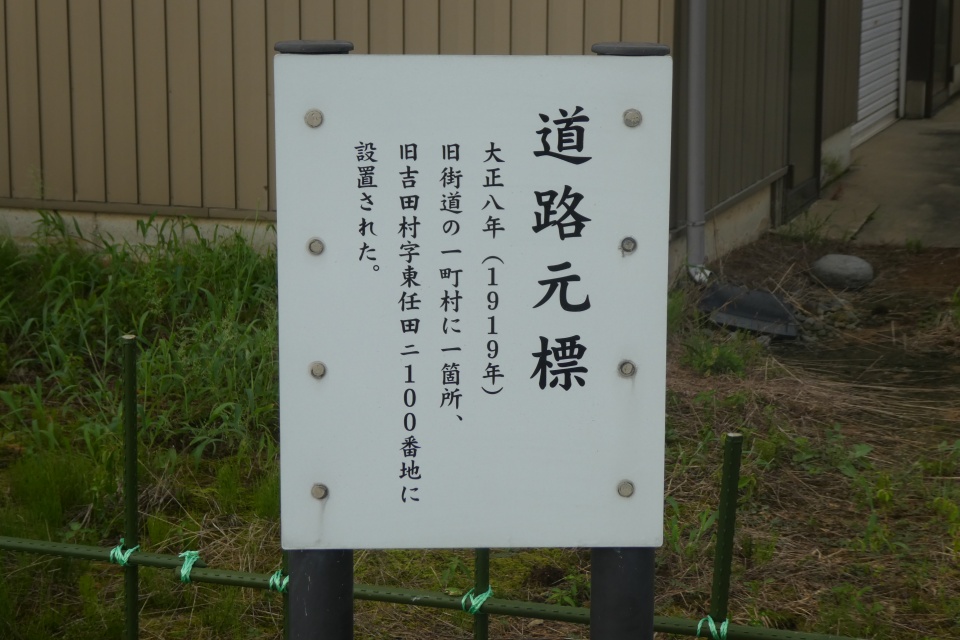 道路元標
大正八年（1919年）
旧街道の一町村に一箇所、
旧吉田村字東任田ニ100番地に
設置された。